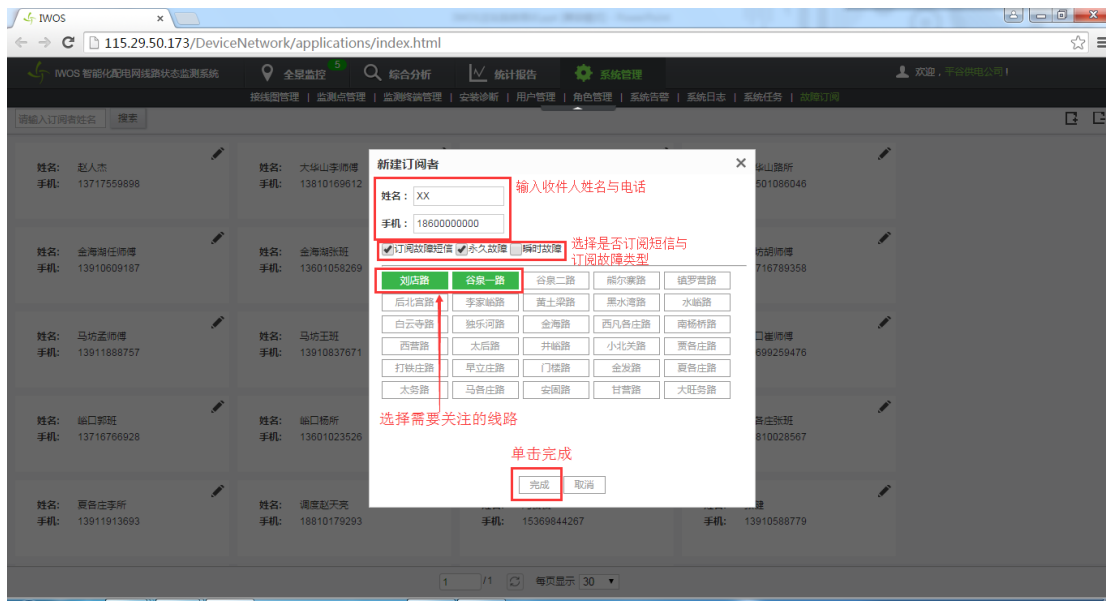 IWOS
115.29.50.173/DeviceNetwork/applications/index.html
IWOS 智能化配电网线路状态监测系统
全景监控 5 综合分析 统计报告 系统管理
欢迎，平谷供电公司！
接线图管理 | 监测点管理 | 监测终端管理 | 安装诊断 | 用户管理 | 角色管理 | 系统告警 | 系统日志 | 系统任务 | 故障订阅
请输入订阅者姓名 搜索
姓名： 赵人杰
手机： 13717559898
姓名： 大华山李师傅
手机： 13810169612
华山路所
501086046
姓名： 金海湖任师傅
手机： 13910609187
姓名： 金海湖张班
手机： 13601058269
坊胡师傅
716789358
姓名： 马坊孟师傅
手机： 13911888757
姓名： 马坊王班
手机： 13910837671
口崔师傅
699259476
姓名： 峪口郭班
手机： 13716766928
姓名： 峪口杨所
手机： 13601023526
各庄张班
810028567
姓名： 夏各庄李所
手机： 13911913693
姓名： 调度赵天亮
手机： 18810179293
手机： 15369844267
手机： 13910588779
新建订阅者
姓名： XX
手机： 18600000000
输入收件人姓名与电话
订阅故障短信 永久故障 瞬时故障
选择是否订阅短信与
订阅故障类型
刘店路 谷泉一路 谷泉二路 熊尔寨路 镇罗营路
后北宫路 李家峪路 黄土梁路 黑水湾路 水峪路
白云寺路 独乐河路 金海路 西凡各庄路 南杨桥路
西营路 太后路 井峪路 小北关路 贾各庄路
打铁庄路 早立庄路 门楼路 金发路 夏各庄路
太务路 马各庄路 安固路 甘营路 大旺务路
选择需要关注的线路
单击完成
完成 取消
1 /1 每页显示 30